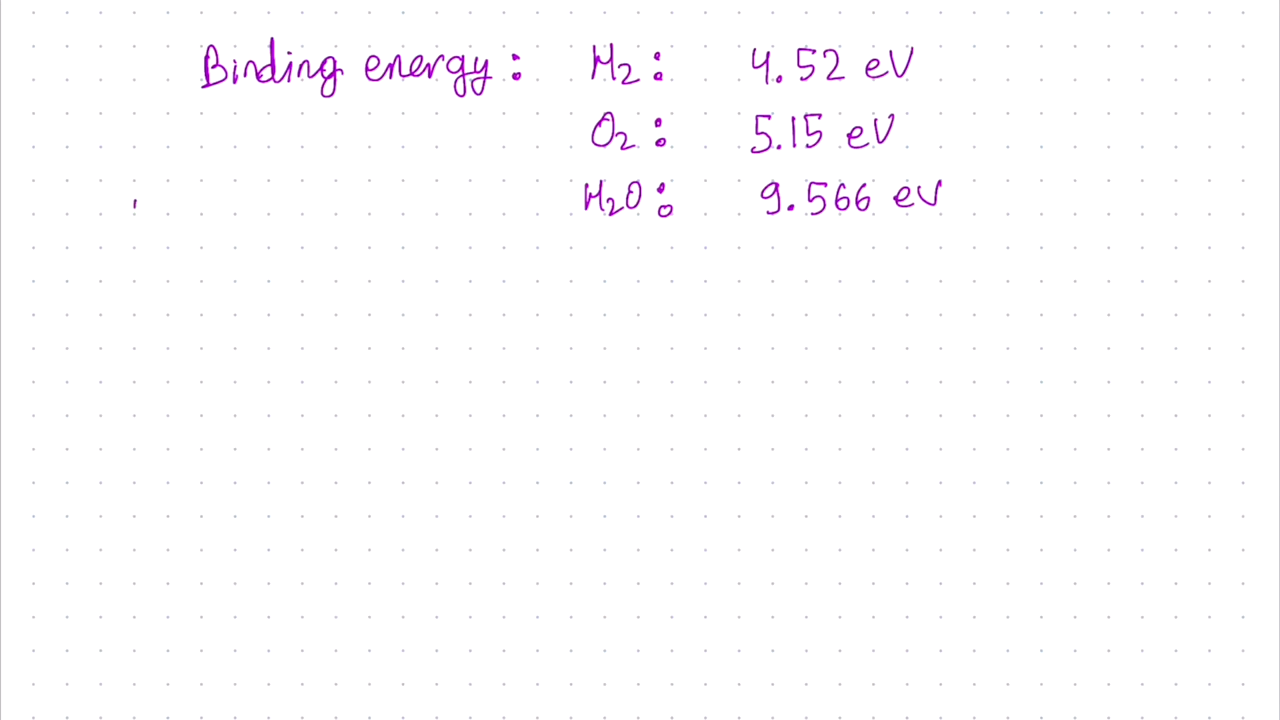 Binding energy: H₂: 4.52 eV
O₂: 5.15 eV
H₂O: 9.566 eV